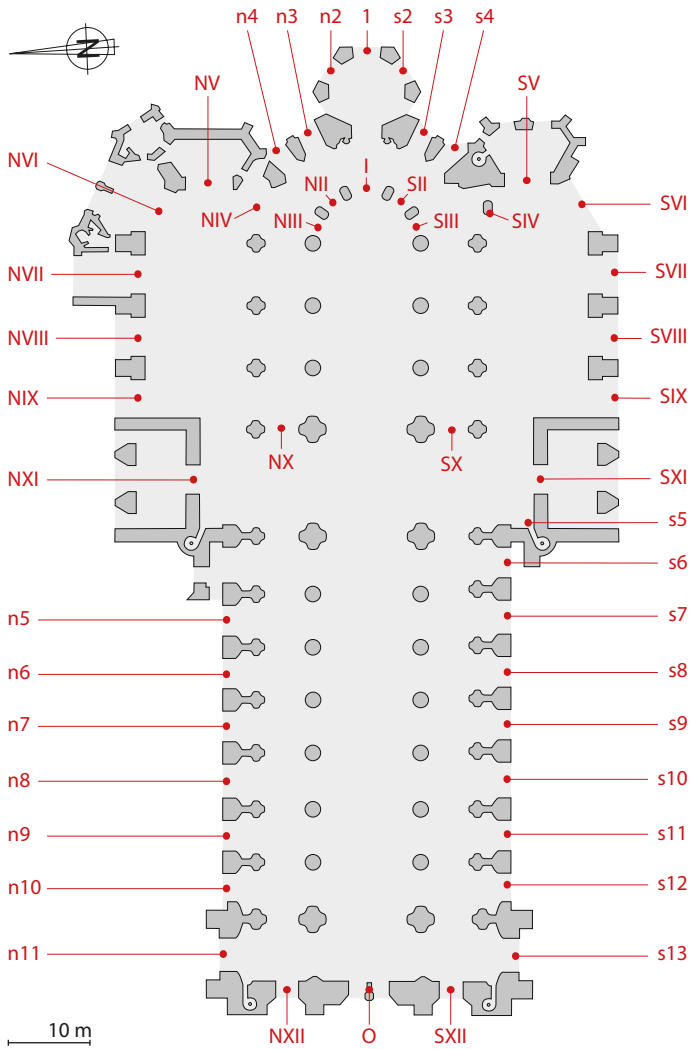 n4 n3 n2 1 s2 s3 s4
N
NV SV
NVI I
NII SII
NIV NIII SIII SIV SVI
NVII SVII
NVIII SVIII
NIX SIX
NX SX
NXI SXI
s5
s6
n5 s7
n6 s8
n7 s9
n8 s10
n9 s11
n10 s12
n11 s13
10 m NXII O SXII